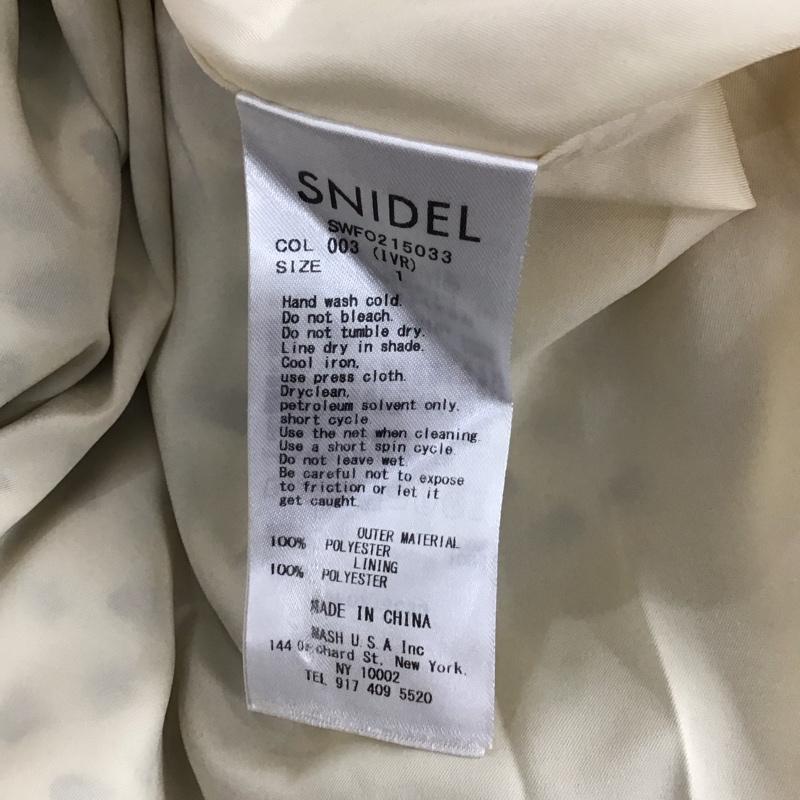 SNIDEL
SWFO215033
COL 003 (IVR)
SIZE 1
Hand wash cold.
Do not bleach.
Do not tumble dry.
Line dry in shade.
Cool iron,
use press cloth.
Dryclean,
petroleum solvent only.
short cycle
Use the net when cleaning.
Use a short spin cycle
Do not leave wet.
Be careful not to expose
to friction or let it
get caught.
OUTER MATERIAL
100% POLYESTER
LINING
100% POLYESTER
MADE IN CHINA
MASH U.S.A Inc
144 Orchard St. New York.
NY 10002
TEL 917 409 5520